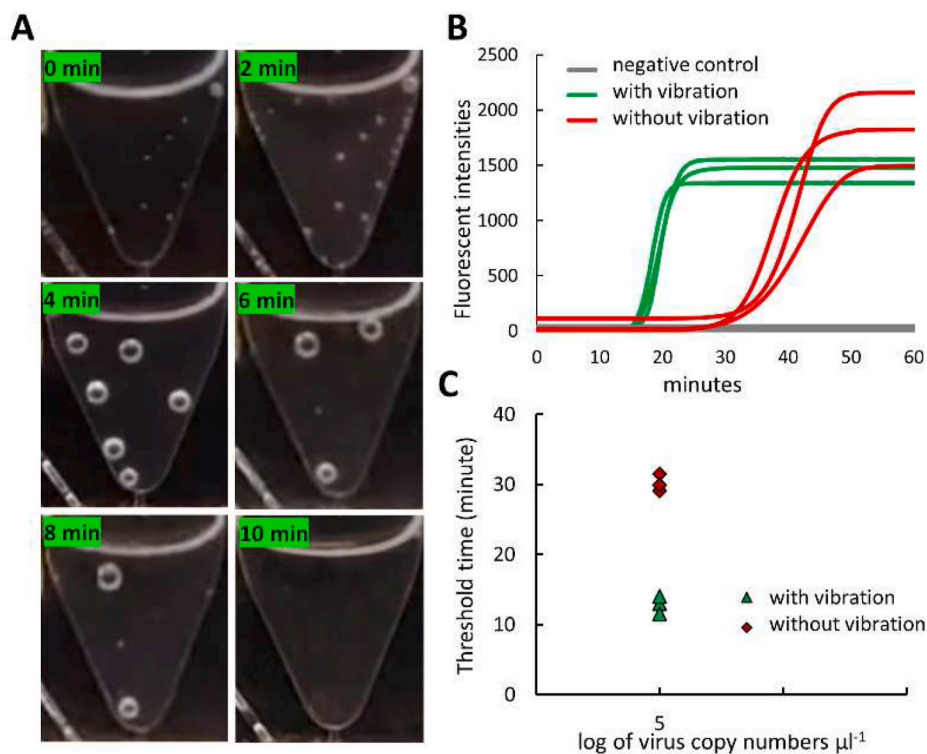 A
0 min
2 min
4 min
6 min
8 min
10 min
B
2500
2000
1500
1000
500
0
Fluorescent intensities
negative control
with vibration
without vibration
0 10 20 30 40 50 60
minutes
C
40
30
20
10
0
Threshold time (minute)
with vibration
without vibration
5
log of virus copy numbers µl⁻¹